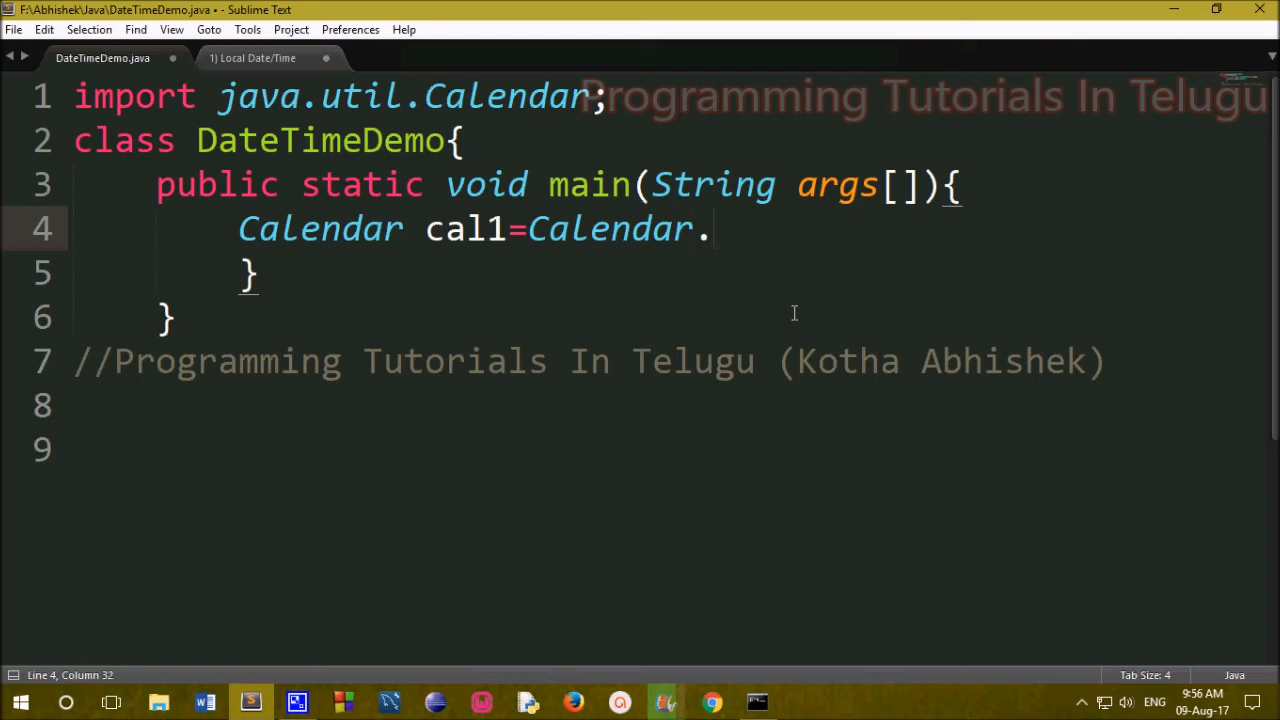 F:\Abhishek\Java\DateTimeDemo.java • - Sublime Text
File Edit Selection Find View Goto Tools Project Preferences Help
DateTimeDemo.java 1) Local Date/Time
Programming Tutorials In Telugu
1 import java.util.Calendar;
2 class DateTimeDemo{
3 public static void main(String args[]){
4 Calendar cal1=Calendar.
5 }
6 }
7 //Programming Tutorials In Telugu (Kotha Abhishek)
8
9
Line 4, Column 32 Tab Size: 4 Java
ENG 9:56 AM
09-Aug-17